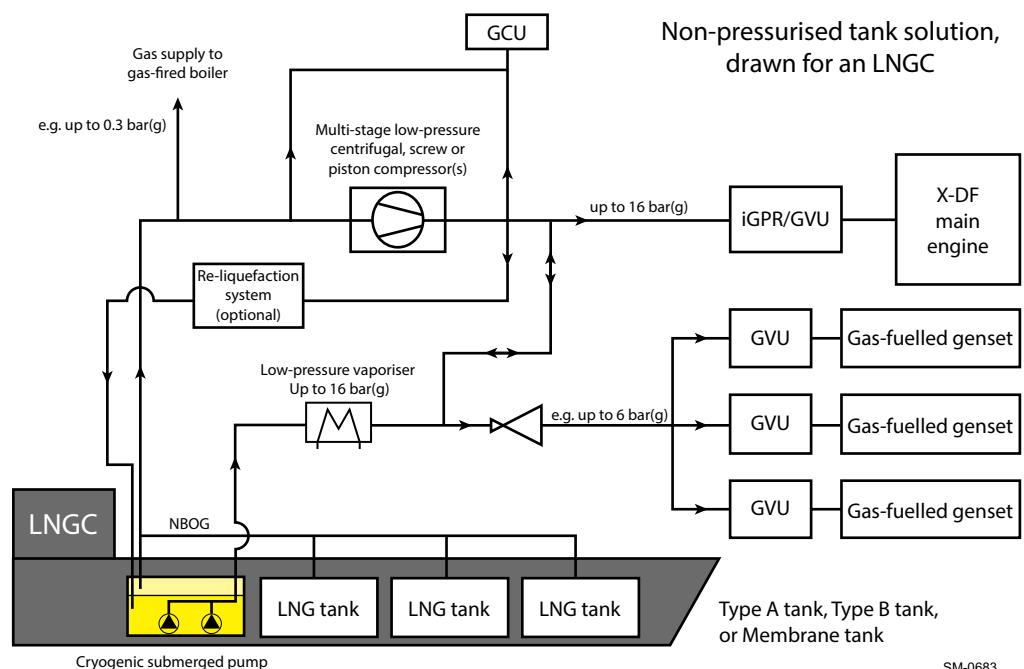 GCU
Non-pressurised tank solution,
drawn for an LNGC
Gas supply to
gas-fired boiler
e.g. up to 0.3 bar(g)
Multi-stage low-pressure
centrifugal, screw or
piston compressor(s)
up to 16 bar(g)
iGPR/GVU
X-DF
main
engine
Re-liquefaction
system
(optional)
GVU
Gas-fuelled genset
Low-pressure vaporiser
Up to 16 bar(g)
e.g. up to 6 bar(g)
GVU
Gas-fuelled genset
GVU
Gas-fuelled genset
LNGC
NBOG
LNG tank
LNG tank
LNG tank
Type A tank, Type B tank,
or Membrane tank
Cryogenic submerged pump
SM-0683